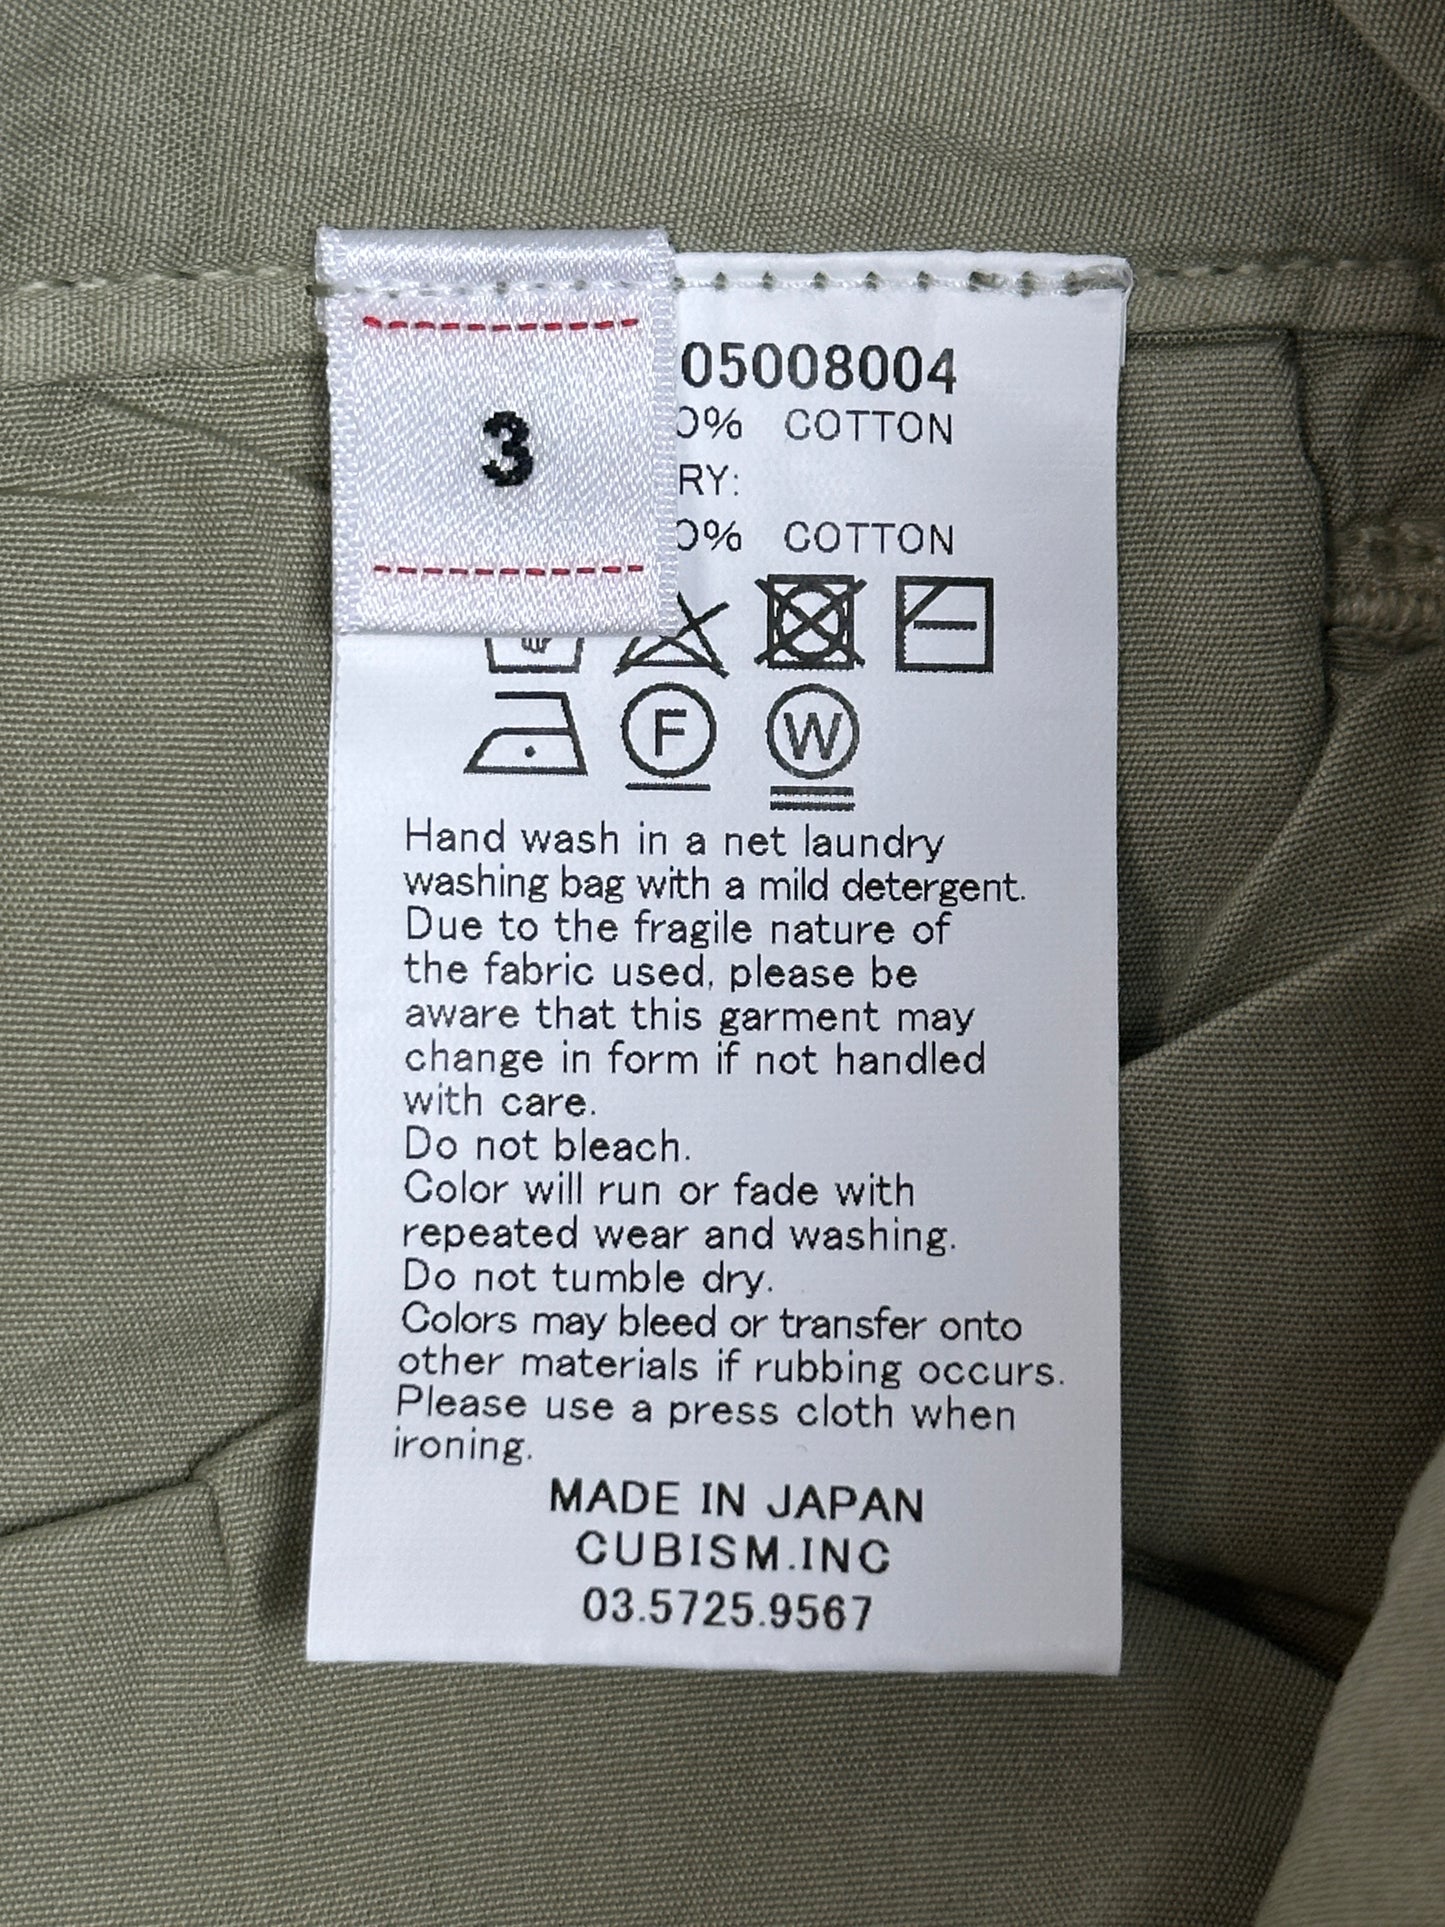 3
05008004
0% COTTON
RY:
0% COTTON
F W
Hand wash in a net laundry
washing bag with a mild detergent.
Due to the fragile nature of
the fabric used, please be
aware that this garment may
change in form if not handled
with care.
Do not bleach.
Color will run or fade with
repeated wear and washing.
Do not tumble dry.
Colors may bleed or transfer onto
other materials if rubbing occurs.
Please use a press cloth when
ironing.
MADE IN JAPAN
CUBISM.INC
03.5725.9567